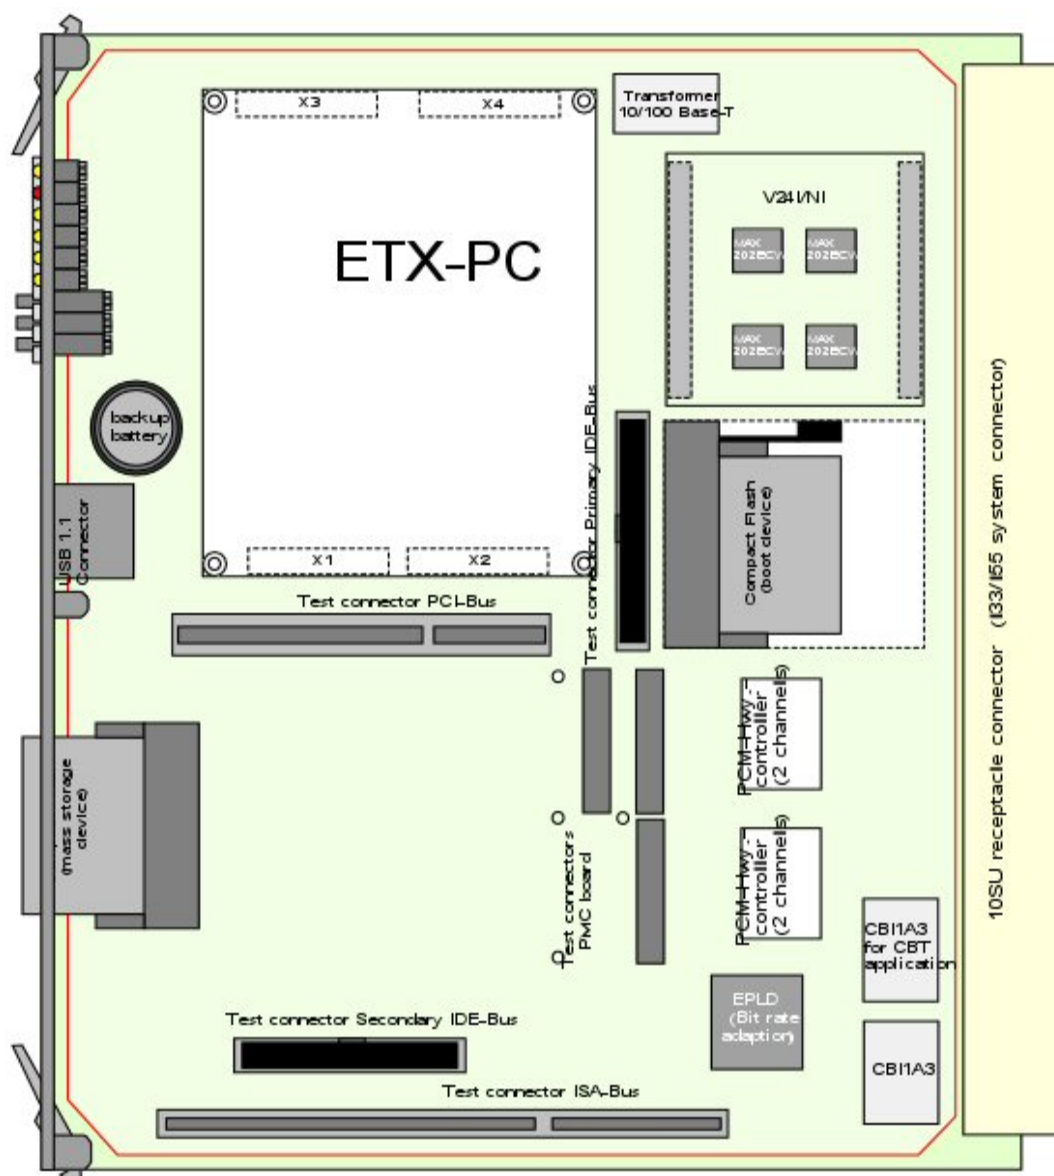 X3
X4
Transformer
10/100 Base-T
V24I/NI
ETX-PC
MAX
202ECW
MAX
202ECW
MAX
202ECW
MAX
202ECW
backup
battery
USB 1.1
Connector
X1
X2
Test connector Primary IDE-Bus
Compact Flash
(boot device)
10SU receptacle connector (I33/I55 system connector)
Test connector PCI-Bus
PCM-Hwy.-
controller
(2 channels)
(mass storage
device)
Test connectors
PMC board
PCM-Hwy.-
controller
(2 channels)
CBI1A3
for CBT
application
EPLD
(Bit rate
adaption)
Test connector Secondary IDE-Bus
CBI1A3
Test connector ISA-Bus